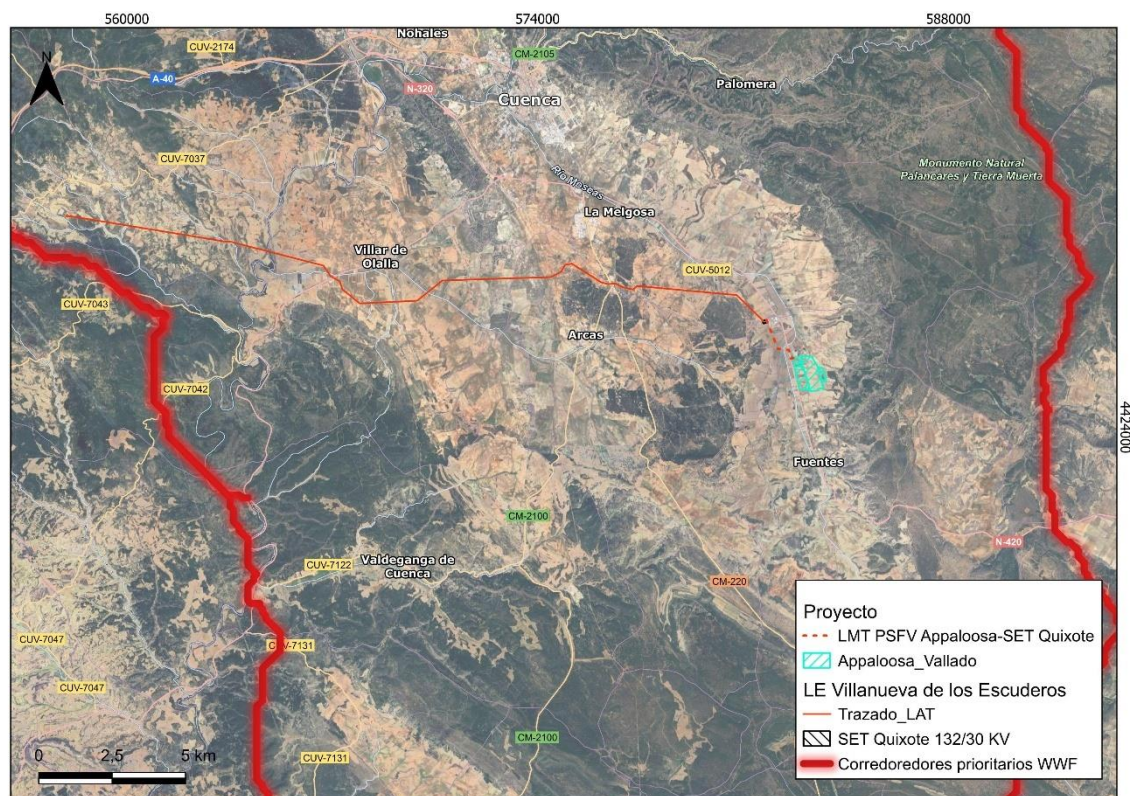 560000
574000
588000
Nohales
CUV-2174
CM-2105
N
A-40
Palomera
N-320
Cuenca
CUV-7037
Monumento Natural
Palancares y Tierra Muerta
Río Moscas
La Melgosa
Villar de
Olalla
CUV-5012
CUV-7043
Arcas
CUV-7042
4424000
Fuentes
CM-2100
N-420
Valdeganga de
Cuenca
CUV-7122
CM-220
CUV-7047
CUV-7131
CUV-7047
CM-2100
CUV-7131
0 2,5 5 km
Proyecto
LMT PSFV Appaloosa-SET Quixote
Appaloosa_Vallado
LE Villanueva de los Escuderos
Trazado_LAT
SET Quixote 132/30 KV
Corredoredores prioritarios WWF